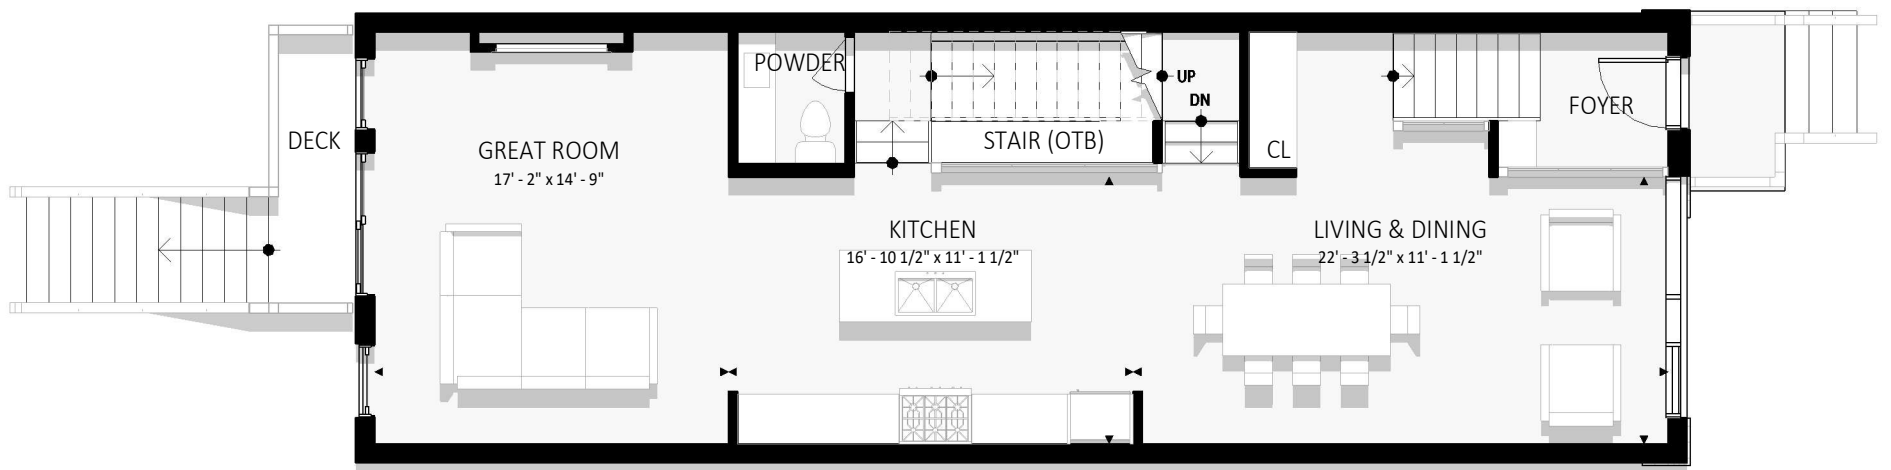 POWDER
UP
DN
FOYER
DECK
STAIR (OTB)
GREAT ROOM
17' - 2" x 14' - 9"
CL
KITCHEN
16' - 10 1/2" x 11' - 1 1/2"
LIVING & DINING
22' - 3 1/2" x 11' - 1 1/2"